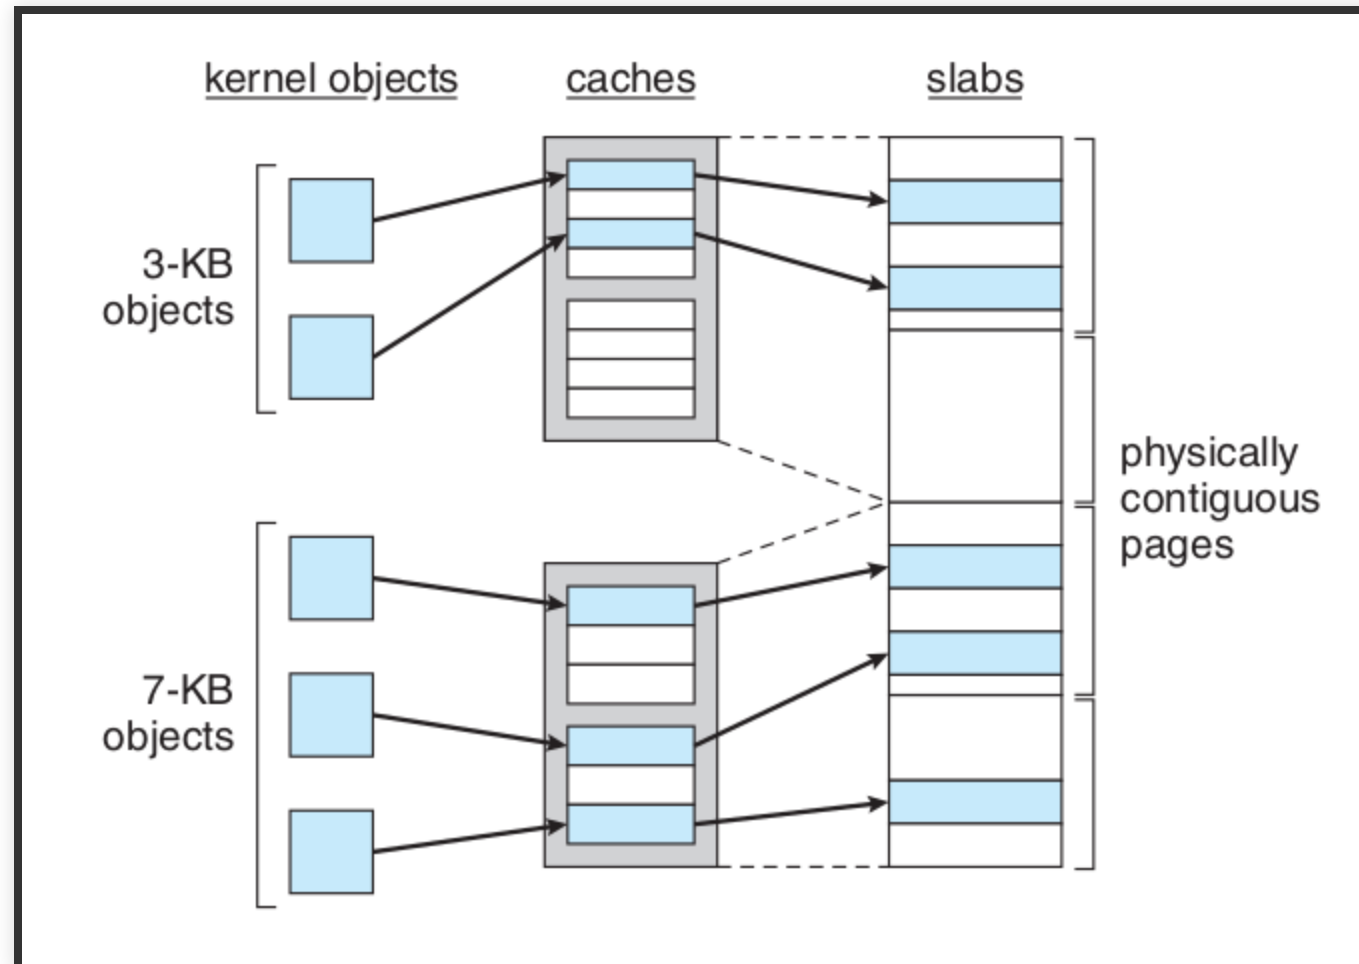 kernel objects
caches
slabs
3-KB
objects
physically
contiguous
pages
7-KB
objects